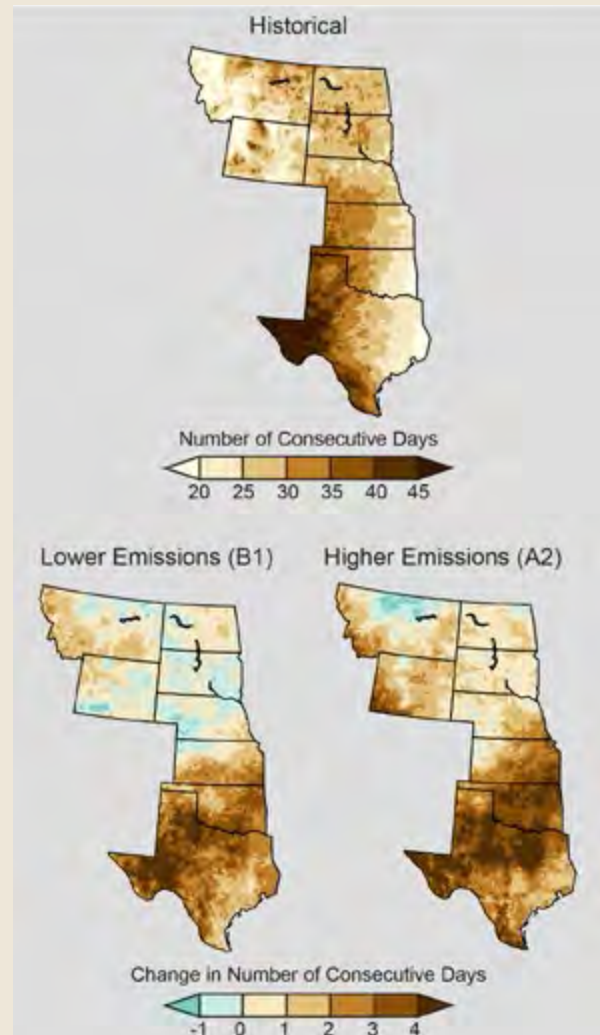 Historical
Number of Consecutive Days
20 25 30 35 40 45
Lower Emissions (B1) Higher Emissions (A2)
Change in Number of Consecutive Days
-1 0 1 2 3 4